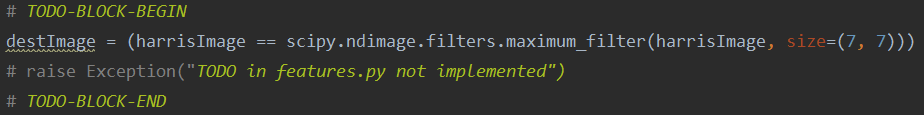 # TODO-BLOCK-BEGIN
destImage = (harrisImage == scipy.ndimage.filters.maximum_filter(harrisImage, size=(7, 7)))
# raise Exception("TODO in features.py not implemented")
# TODO-BLOCK-END